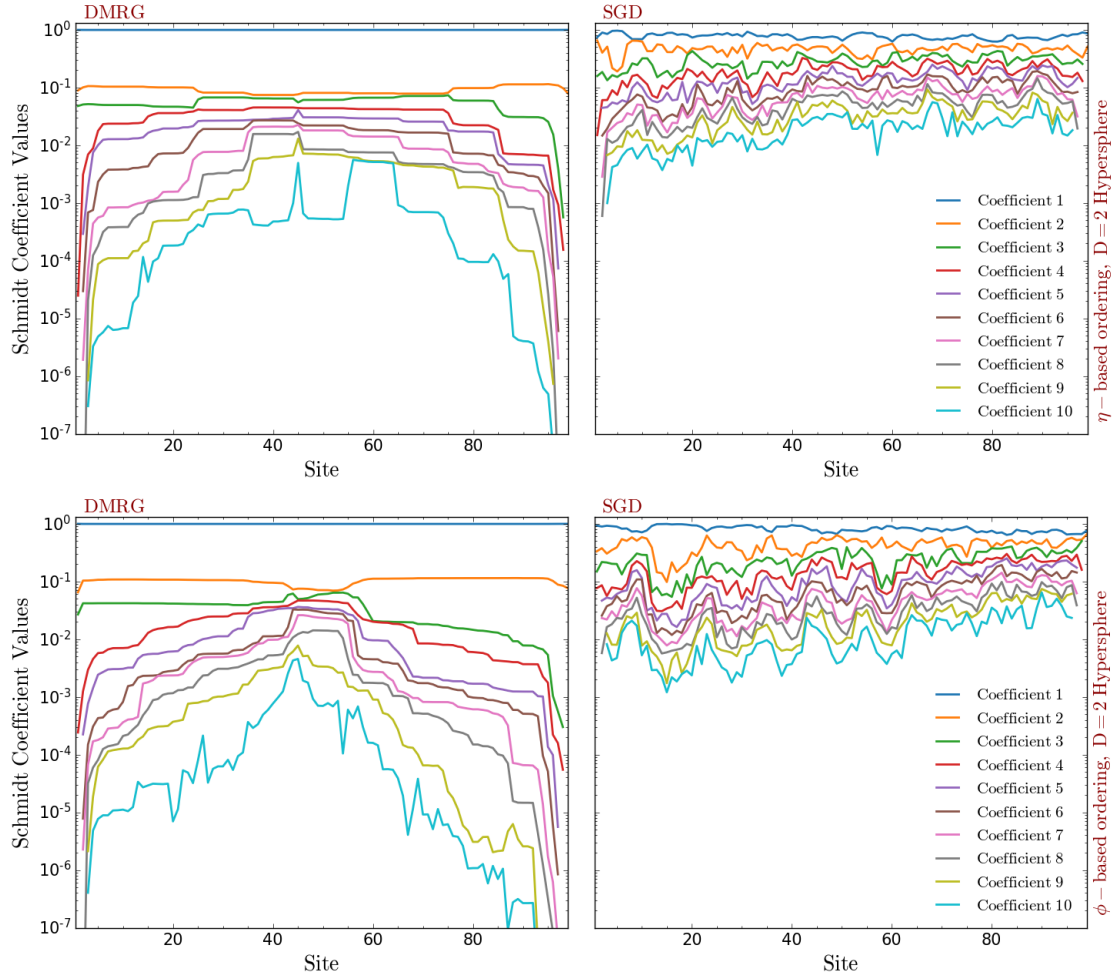 DMRG
SGD
Schmidt Coefficient Values
10^0
10^-1
10^-2
10^-3
10^-4
10^-5
10^-6
10^-7
20
40
60
80
Site
20
40
60
80
Site
Coefficient 1
Coefficient 2
Coefficient 3
Coefficient 4
Coefficient 5
Coefficient 6
Coefficient 7
Coefficient 8
Coefficient 9
Coefficient 10
η − based ordering, D = 2 Hypersphere
DMRG
SGD
Schmidt Coefficient Values
10^0
10^-1
10^-2
10^-3
10^-4
10^-5
10^-6
10^-7
20
40
60
80
Site
20
40
60
80
Site
Coefficient 1
Coefficient 2
Coefficient 3
Coefficient 4
Coefficient 5
Coefficient 6
Coefficient 7
Coefficient 8
Coefficient 9
Coefficient 10
ϕ − based ordering, D = 2 Hypersphere